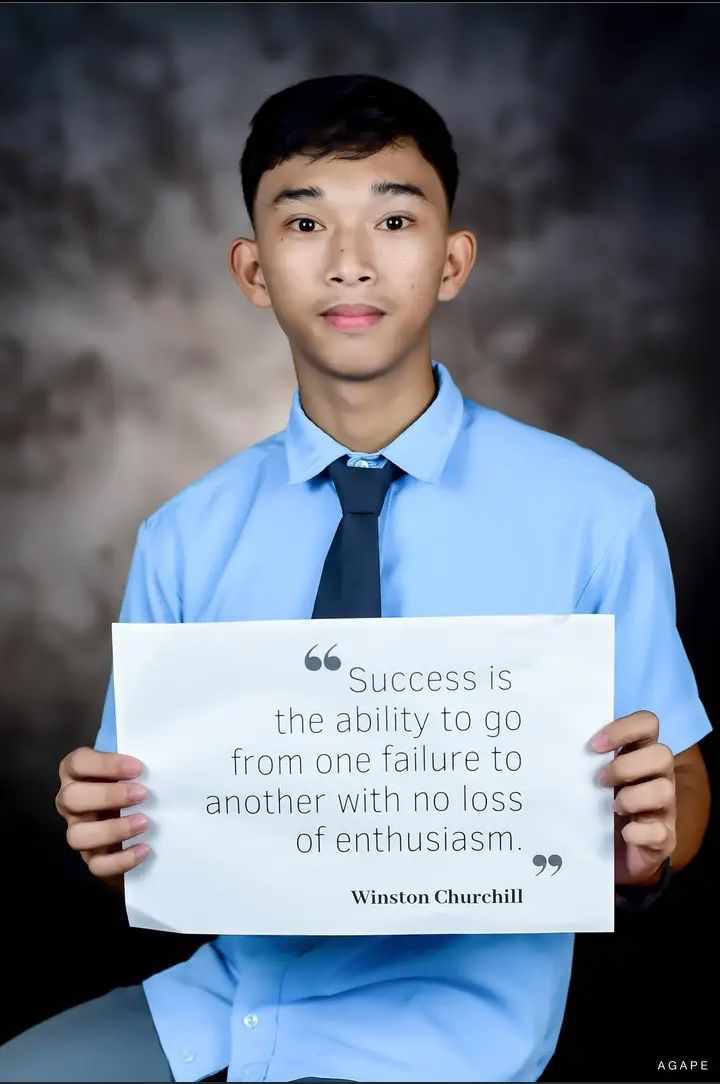 “ Success is
the ability to go
from one failure to
another with no loss
of enthusiasm. ”
Winston Churchill
AGAPE